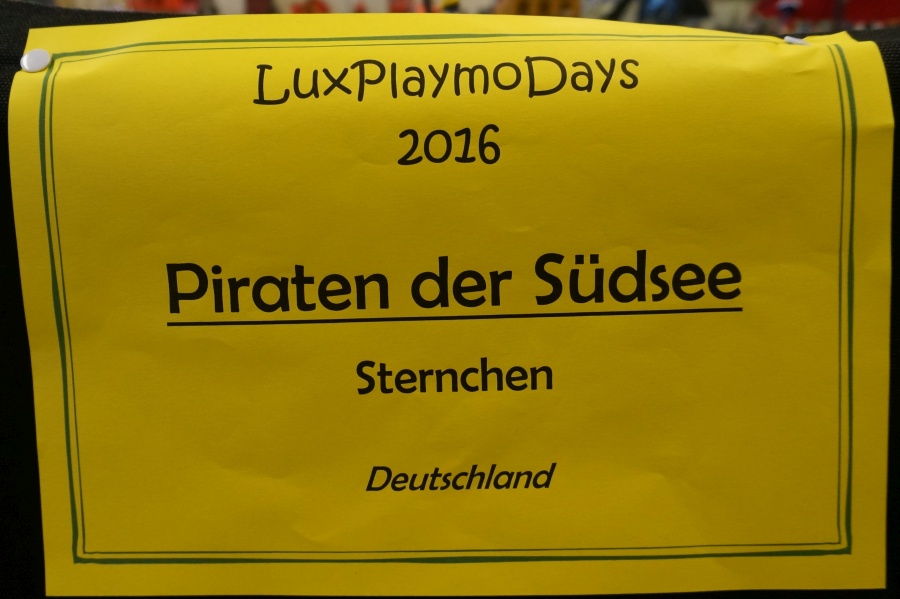 LuxPlaymoDays
2016
Piraten der Südsee
Sternchen
Deutschland